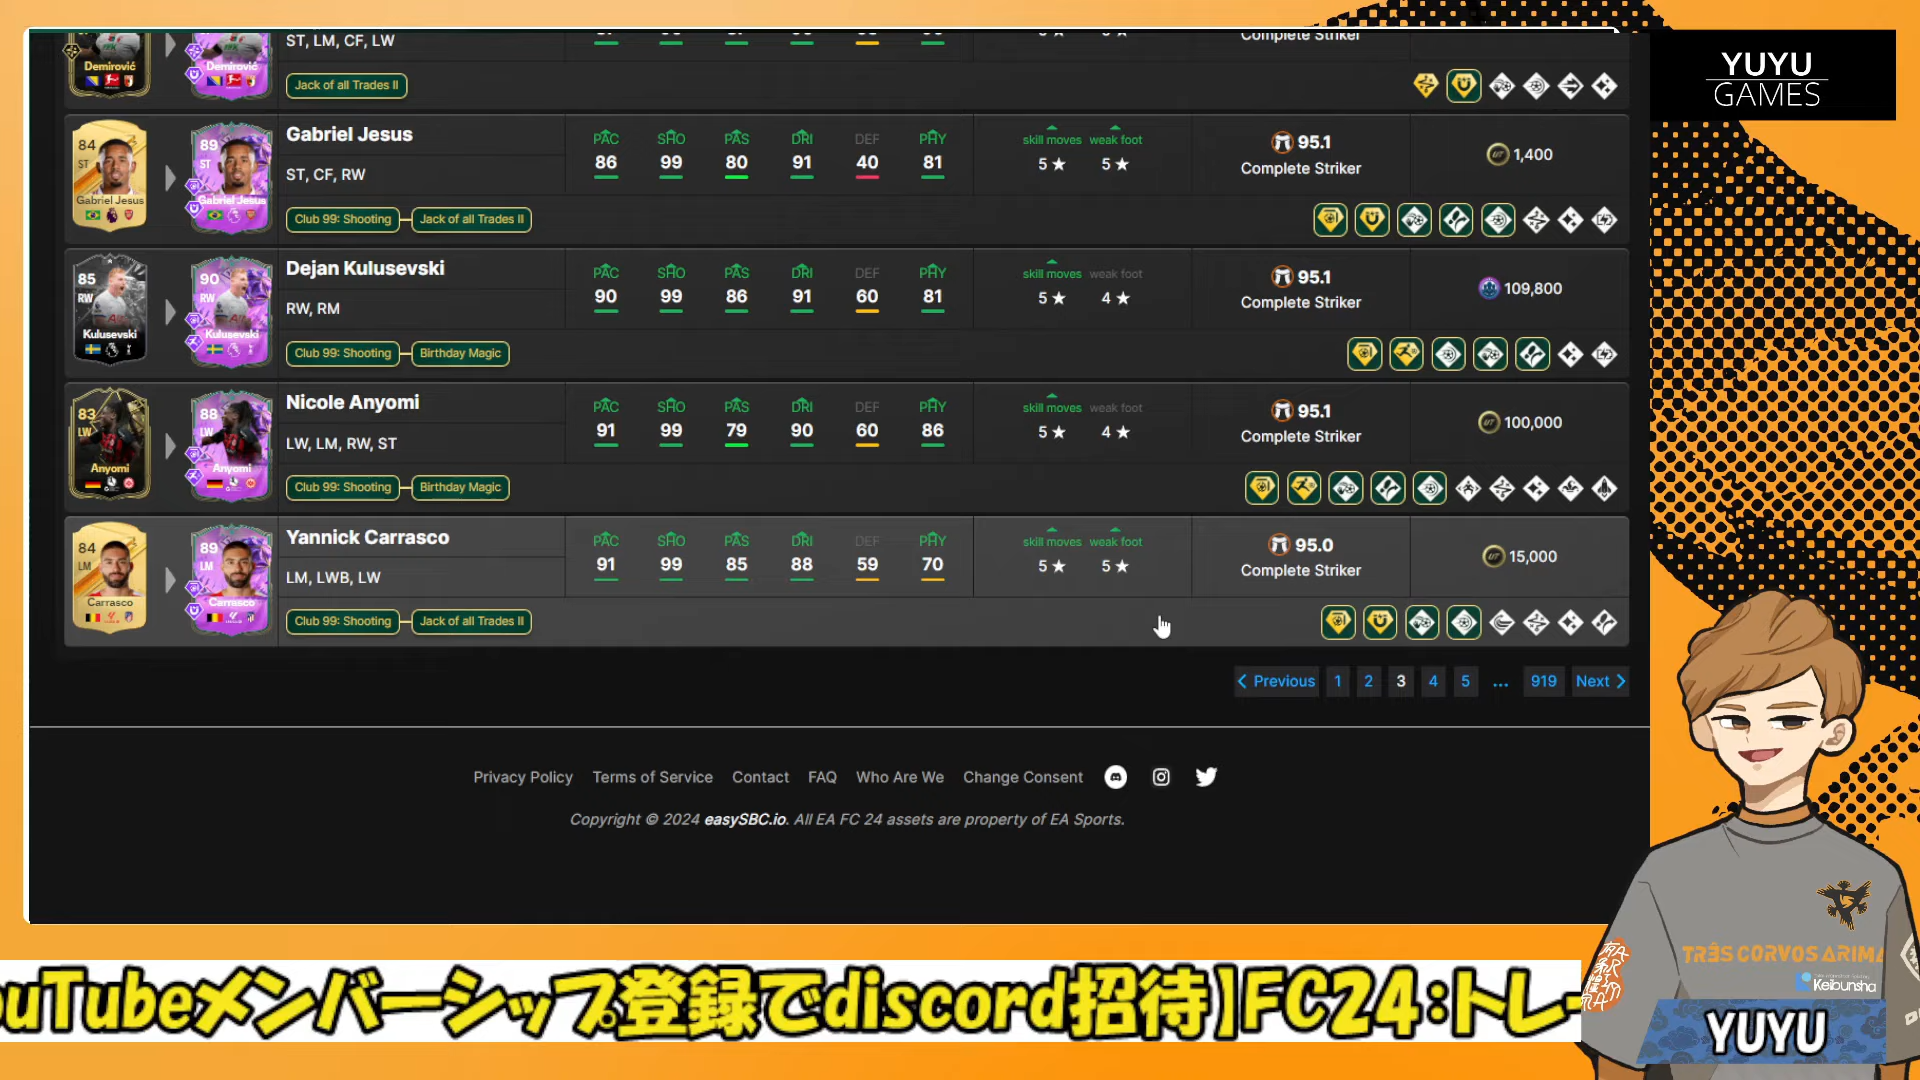 Demirović
Demirović
ST, LM, CF, LW
Complete Striker
Jack of all Trades II
84
ST
Gabriel Jesus
89
ST
Gabriel Jesus
Gabriel Jesus
ST, CF, RW
PAC SHO PAS DRI DEF PHY
86 99 80 91 40 81
skill moves weak foot
5 ★ 5 ★
95.1
Complete Striker
UT 1,400
Club 99: Shooting Jack of all Trades II
85
RW
Kulusevski
90
RW
Kulusevski
Dejan Kulusevski
RW, RM
PAC SHO PAS DRI DEF PHY
90 99 86 91 60 81
skill moves weak foot
5 ★ 4 ★
95.1
Complete Striker
109,800
Club 99: Shooting Birthday Magic
83
LW
Anyomi
88
LW
Anyomi
Nicole Anyomi
LW, LM, RW, ST
PAC SHO PAS DRI DEF PHY
91 99 79 90 60 86
skill moves weak foot
5 ★ 4 ★
95.1
Complete Striker
UT 100,000
Club 99: Shooting Birthday Magic
84
LM
Carrasco
89
LM
Carrasco
Yannick Carrasco
LM, LWB, LW
PAC SHO PAS DRI DEF PHY
91 99 85 88 59 70
skill moves weak foot
5 ★ 5 ★
95.0
Complete Striker
UT 15,000
Club 99: Shooting Jack of all Trades II
Previous 1 2 3 4 5 ... 919 Next
Privacy Policy Terms of Service Contact FAQ Who Are We Change Consent
Copyright © 2024 easySBC.io. All EA FC 24 assets are property of EA Sports.
YUYU
GAMES
TRÊS CORVOS ARIMA
Keibunsha
YUYU
ouTubeメンバーシップ登録でdiscord招待】FC24:トレー